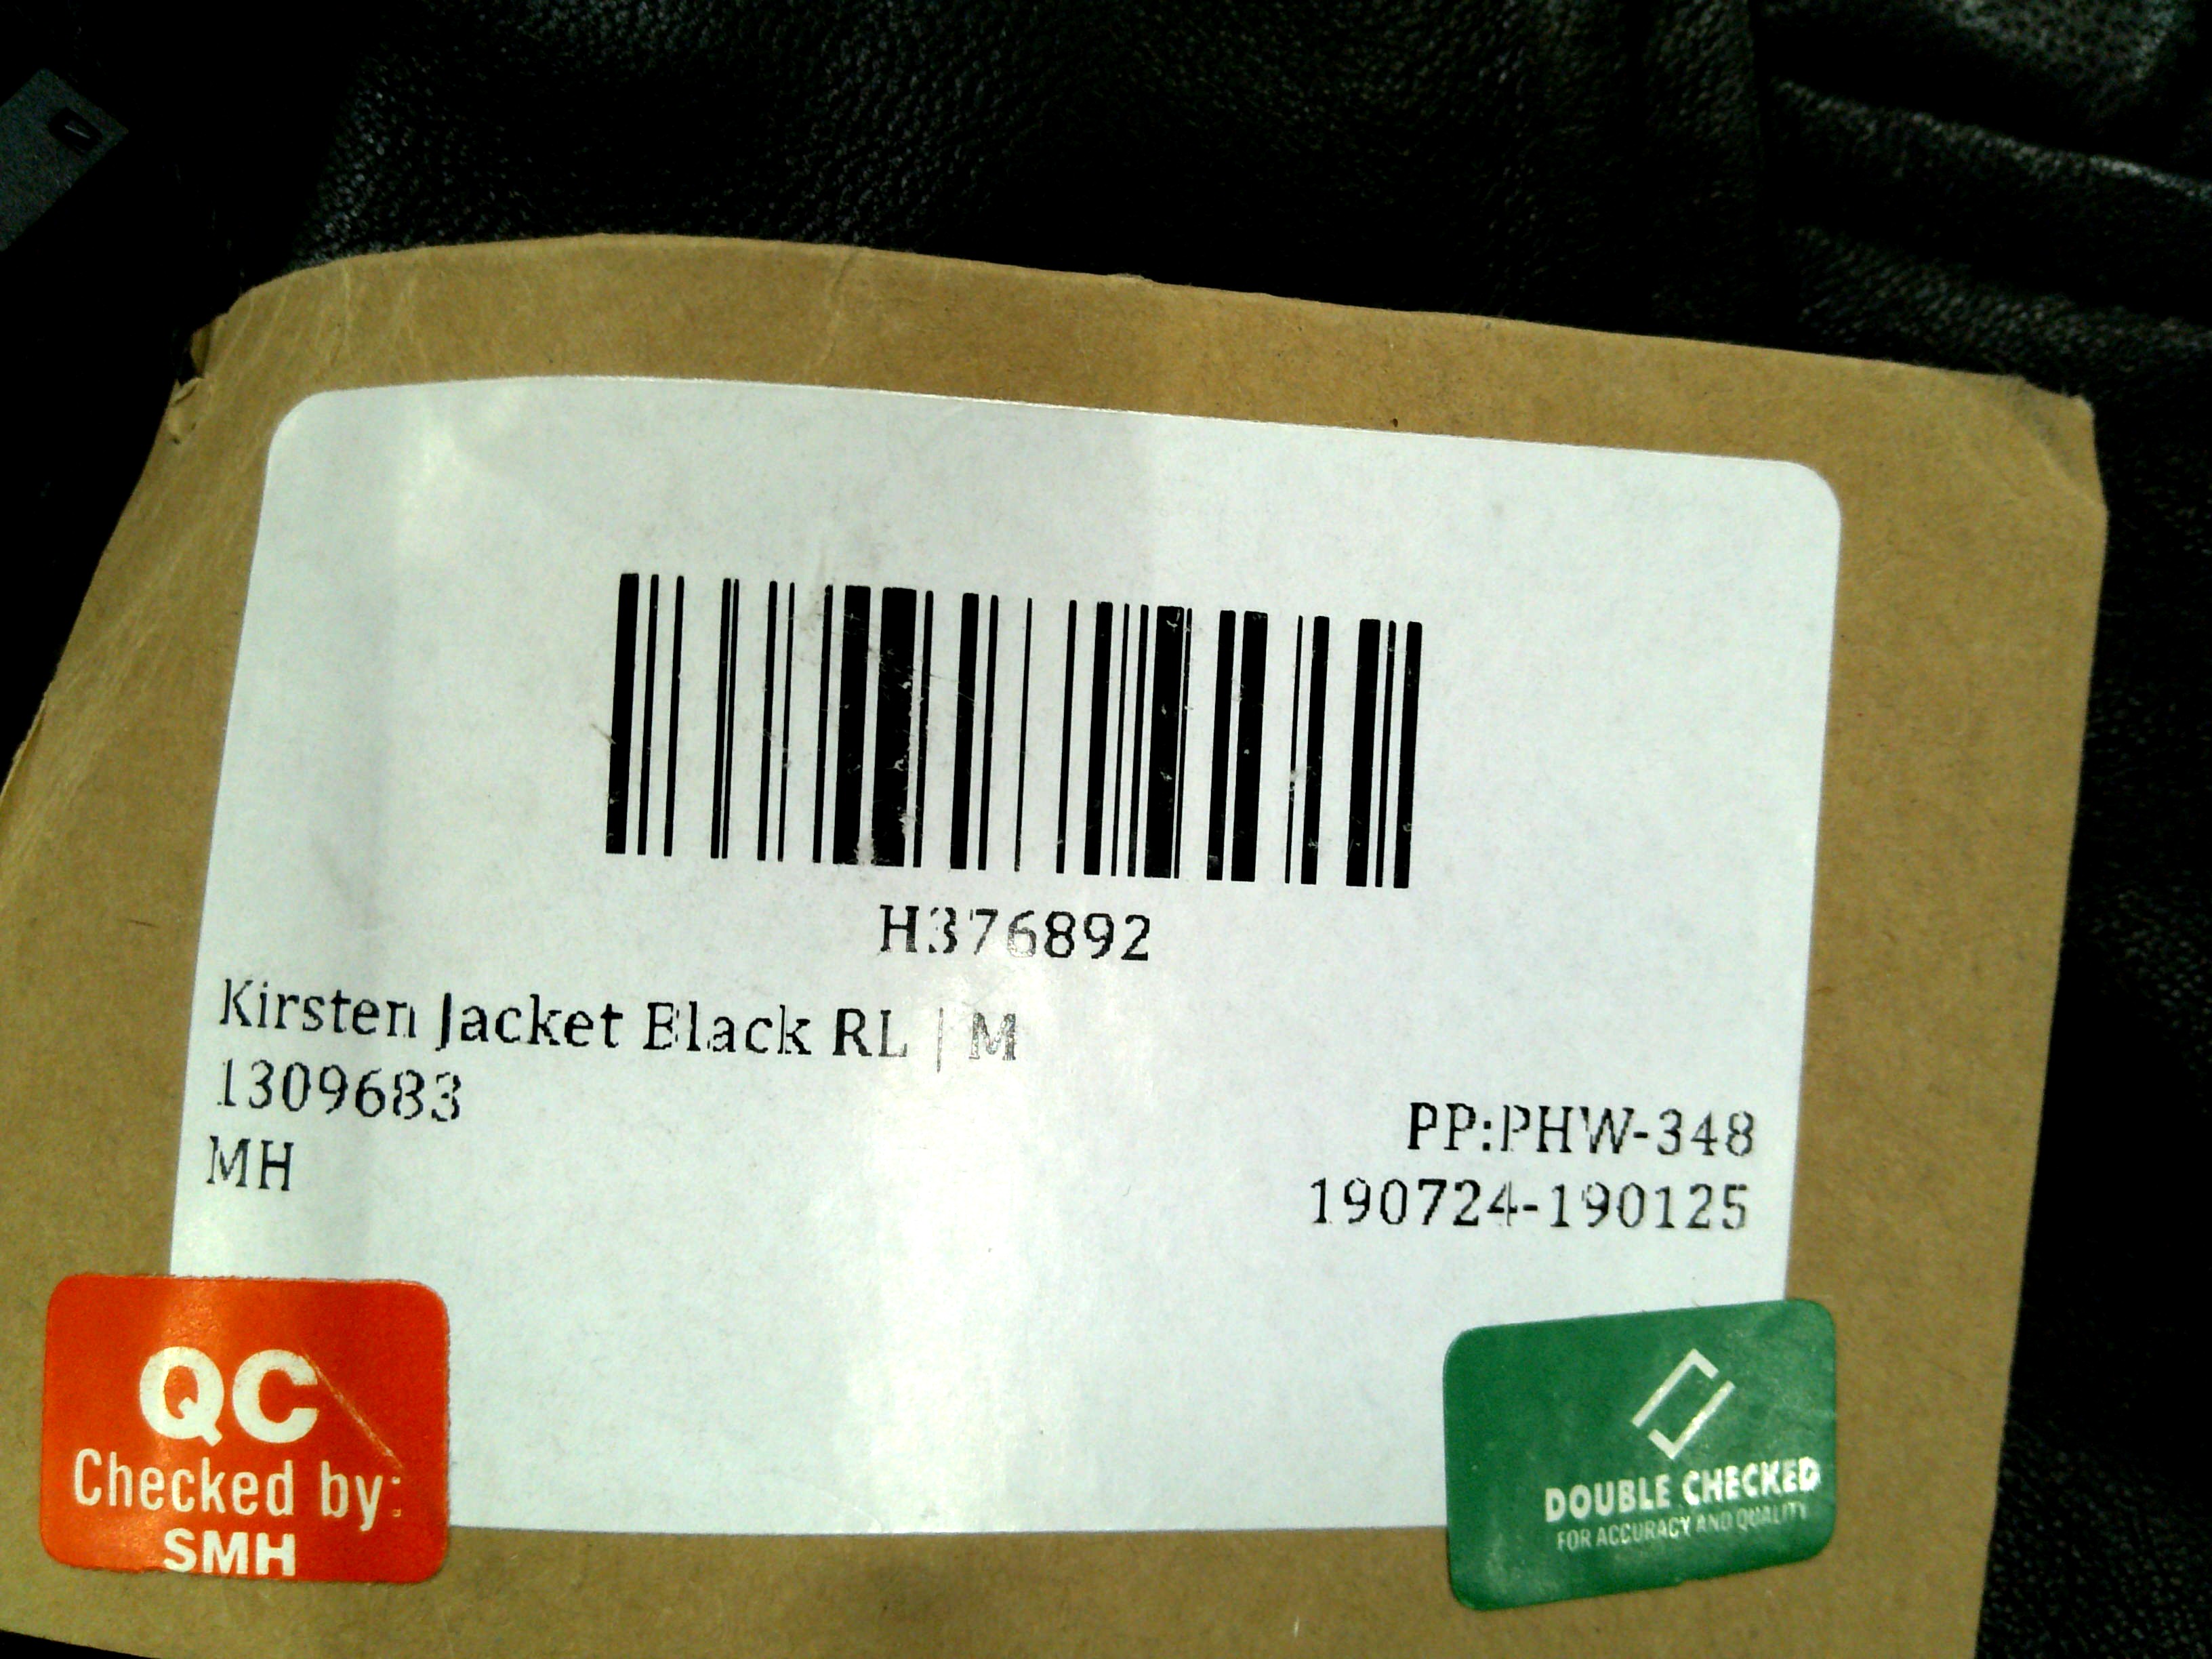 H376892
Kirsten Jacket Black RL | M
1309683
MH
PP:PHW-348
190724-190125
QC
Checked by:
SMH
DOUBLE CHECKED
FOR ACCURACY AND QUALITY